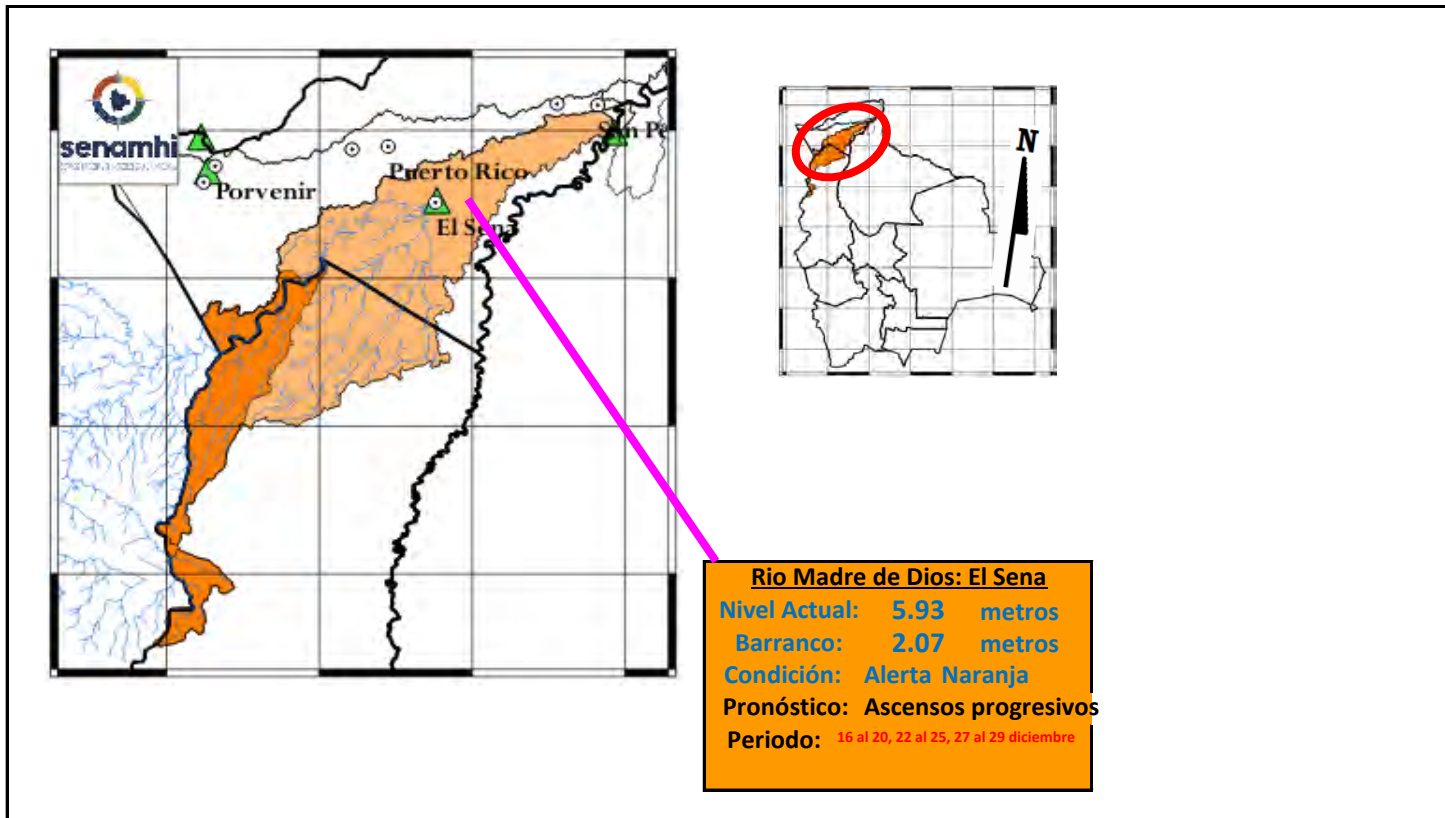 senamhi
Porvenir
Puerto Rico
El Sena
San Pe
N
Rio Madre de Dios: El Sena
Nivel Actual: 5.93 metros
Barranco: 2.07 metros
Condición: Alerta Naranja
Pronóstico: Ascensos progresivos
Periodo: 16 al 20, 22 al 25, 27 al 29 diciembre